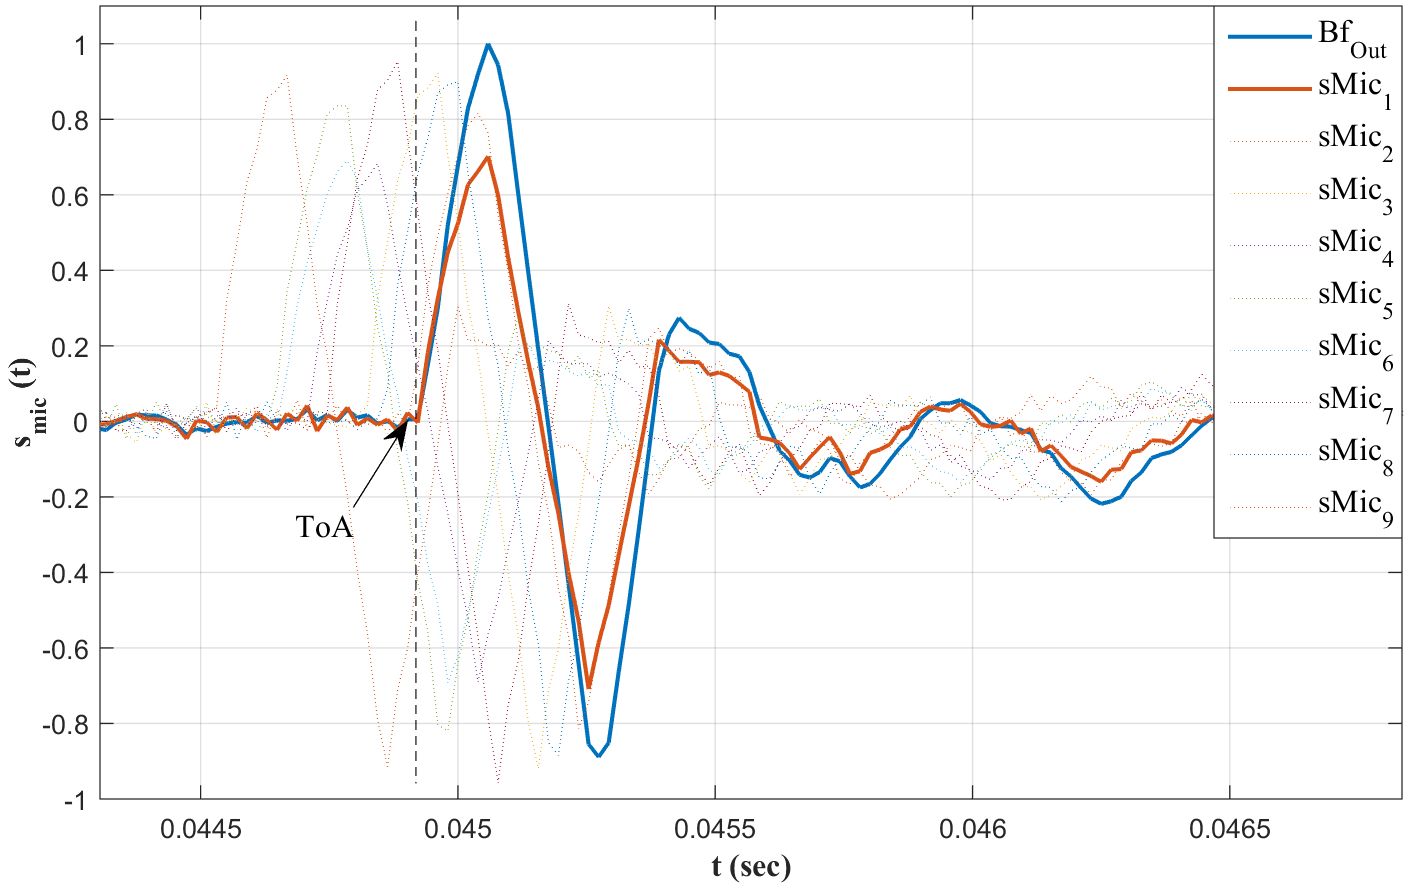 1
0.8
0.6
0.4
0.2
0
-0.2
-0.4
-0.6
-0.8
-1
s_mic (t)
ToA
0.0445
0.045
0.0455
0.046
0.0465
t (sec)
Bf_Out
sMic_1
sMic_2
sMic_3
sMic_4
sMic_5
sMic_6
sMic_7
sMic_8
sMic_9